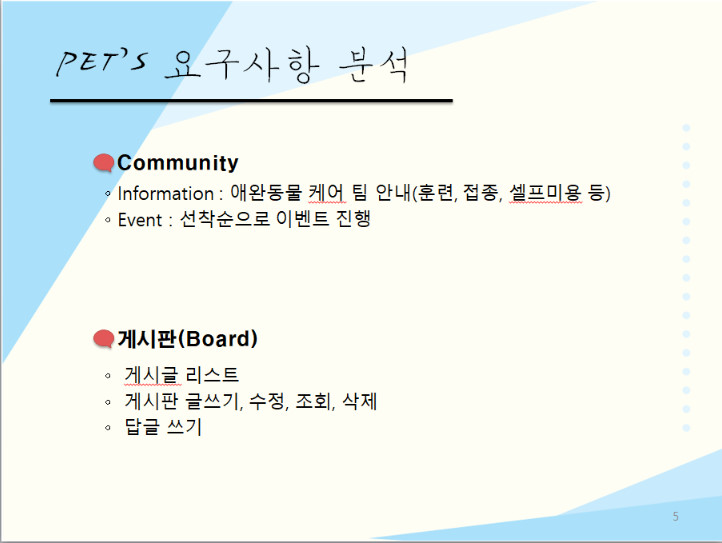 PET'S 요구사항 분석
Community
Information : 애완동물 케어 팀 안내(훈련, 접종, 셀프미용 등)
Event : 선착순으로 이벤트 진행
게시판(Board)
게시글 리스트
게시판 글쓰기, 수정, 조회, 삭제
답글 쓰기
5